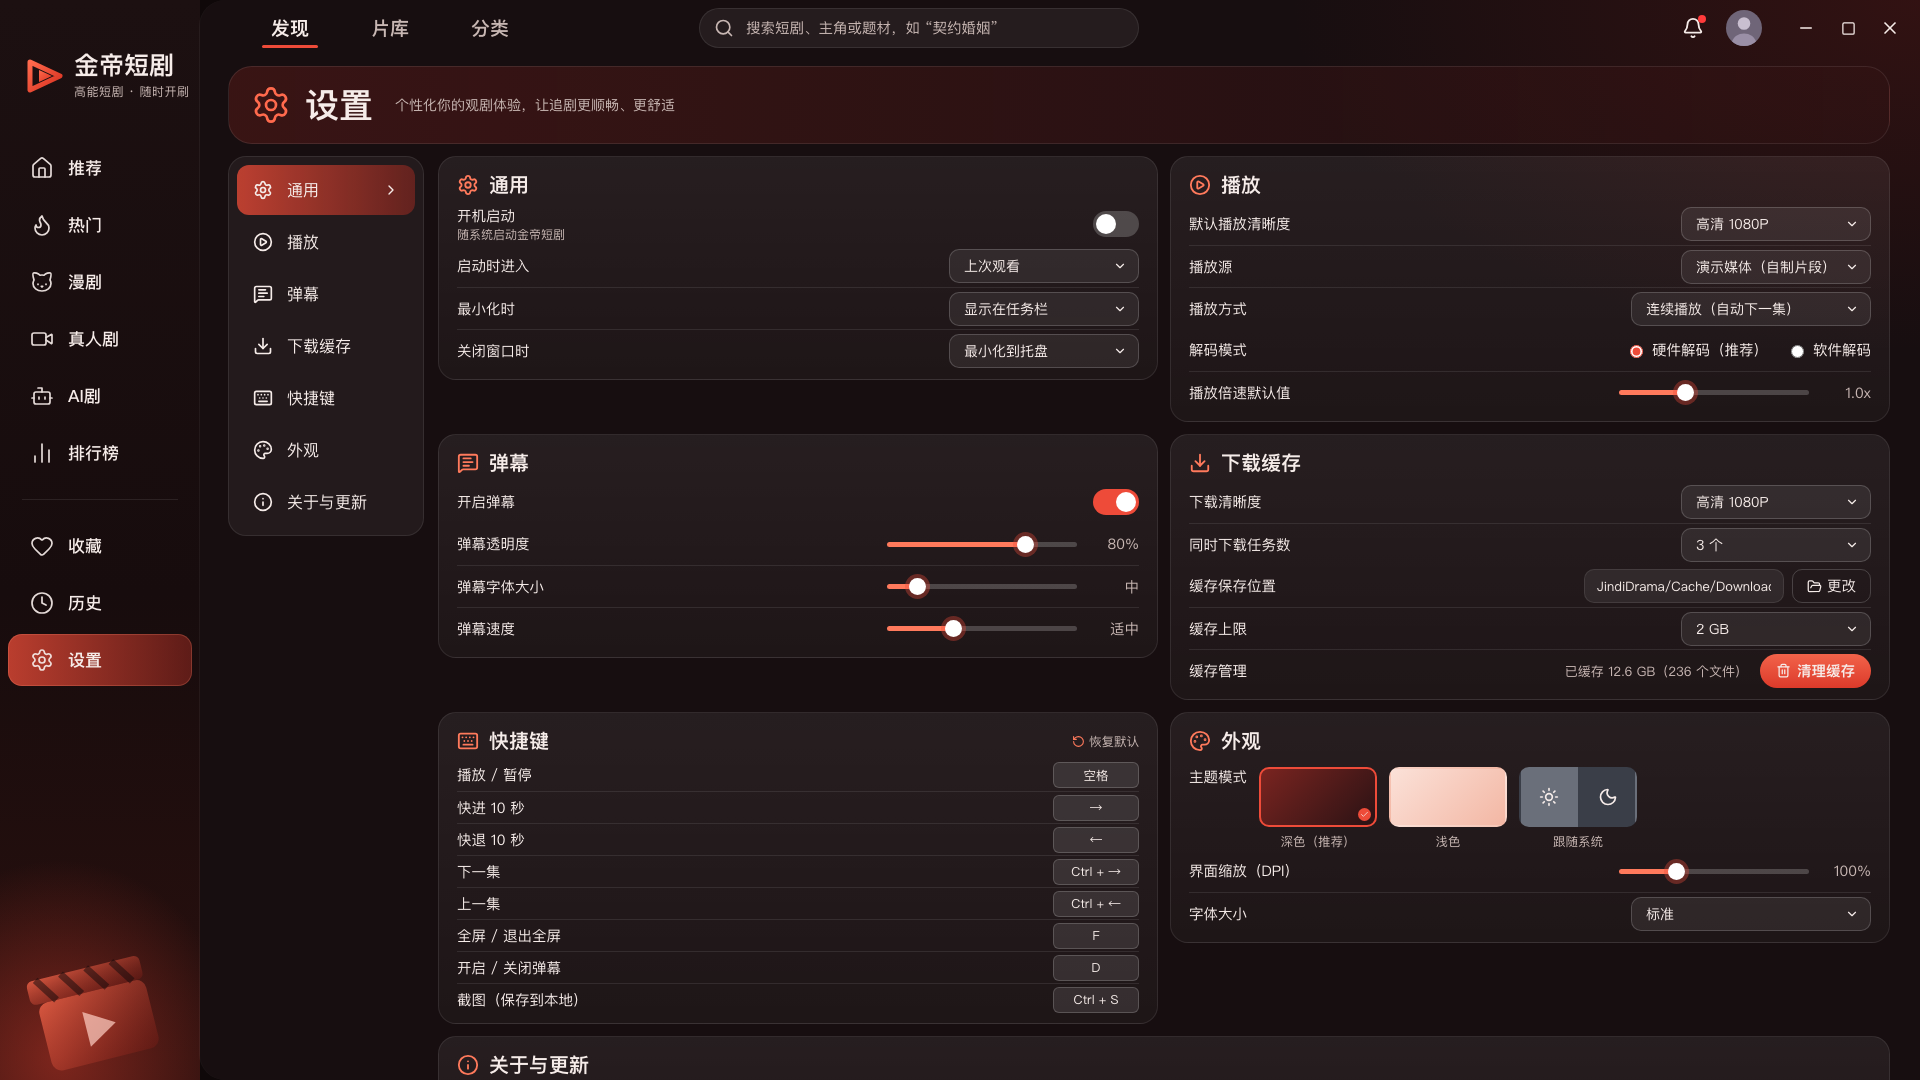 金帝短剧
高能短剧 · 随时开刷
推荐
热门
漫剧
真人剧
AI剧
排行榜
收藏
历史
设置
发现
片库
分类
搜索短剧、主角或题材，如 “契约婚姻”
设置
个性化你的观剧体验，让追剧更顺畅、更舒适
通用
播放
弹幕
下载缓存
快捷键
外观
关于与更新
通用
开机启动
随系统启动金帝短剧
启动时进入 上次观看
最小化时 显示在任务栏
关闭窗口时 最小化到托盘
播放
默认播放清晰度 高清 1080P
播放源 演示媒体（自制片段）
播放方式 连续播放（自动下一集）
解码模式 硬件解码（推荐） 软件解码
播放倍速默认值 1.0x
弹幕
开启弹幕
弹幕透明度 80%
弹幕字体大小 中
弹幕速度 适中
下载缓存
下载清晰度 高清 1080P
同时下载任务数 3 个
缓存保存位置 JindiDrama/Cache/Download 更改
缓存上限 2 GB
缓存管理 已缓存 12.6 GB（236 个文件） 清理缓存
快捷键 恢复默认
播放 / 暂停 空格
快进 10 秒 →
快退 10 秒 ←
下一集 Ctrl + →
上一集 Ctrl + ←
全屏 / 退出全屏 F
开启 / 关闭弹幕 D
截图（保存到本地） Ctrl + S
外观
主题模式
深色（推荐） 浅色 跟随系统
界面缩放（DPI） 100%
字体大小 标准
关于与更新